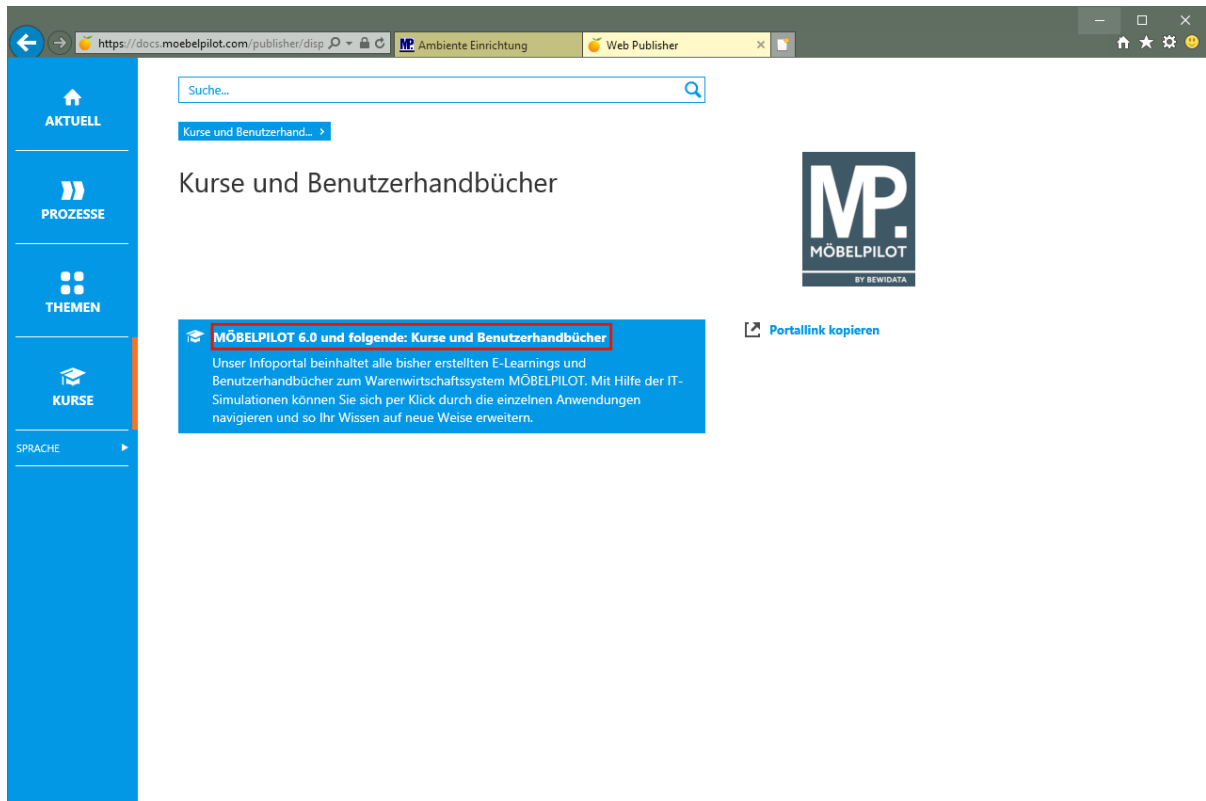 https://docs.moebelpilot.com/publisher/disp
Ambiente Einrichtung
Web Publisher
AKTUELL
PROZESSE
THEMEN
KURSE
SPRACHE
Suche...
Kurse und Benutzerhand... >
Kurse und Benutzerhandbücher
MÖBELPILOT 6.0 und folgende: Kurse und Benutzerhandbücher
Unser Infoportal beinhaltet alle bisher erstellten E-Learnings und
Benutzerhandbücher zum Warenwirtschaftssystem MÖBELPILOT. Mit Hilfe der IT-
Simulationen können Sie sich per Klick durch die einzelnen Anwendungen
navigieren und so Ihr Wissen auf neue Weise erweitern.
MP.
MÖBELPILOT
BY BEWIDATA
Portallink kopieren